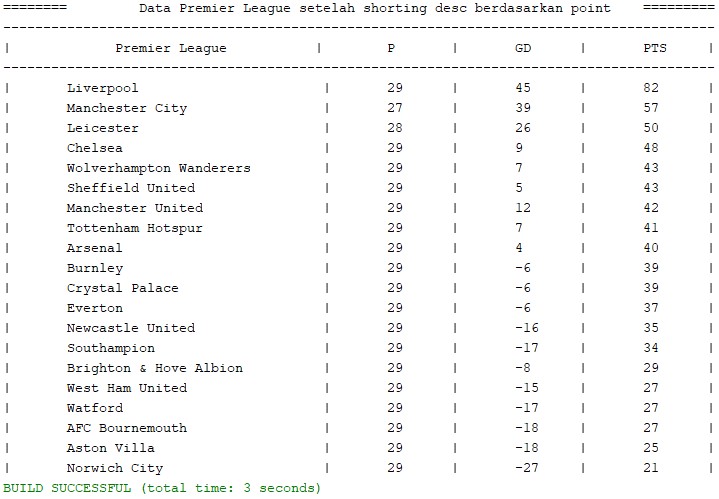 ======== Data Premier League setelah shorting desc berdasarkan point =========
-----------------------------------------------------------------------------------------
| Premier League | P | GD | PTS |
-----------------------------------------------------------------------------------------
| Liverpool | 29 | 45 | 82 |
| Manchester City | 27 | 39 | 57 |
| Leicester | 28 | 26 | 50 |
| Chelsea | 29 | 9 | 48 |
| Wolverhampton Wanderers | 29 | 7 | 43 |
| Sheffield United | 29 | 5 | 43 |
| Manchester United | 29 | 12 | 42 |
| Tottenham Hotspur | 29 | 7 | 41 |
| Arsenal | 29 | 4 | 40 |
| Burnley | 29 | -6 | 39 |
| Crystal Palace | 29 | -6 | 39 |
| Everton | 29 | -6 | 37 |
| Newcastle United | 29 | -16 | 35 |
| Southampion | 29 | -17 | 34 |
| Brighton & Hove Albion | 29 | -8 | 29 |
| West Ham United | 29 | -15 | 27 |
| Watford | 29 | -17 | 27 |
| AFC Bournemouth | 29 | -18 | 27 |
| Aston Villa | 29 | -18 | 25 |
| Norwich City | 29 | -27 | 21 |
BUILD SUCCESSFUL (total time: 3 seconds)